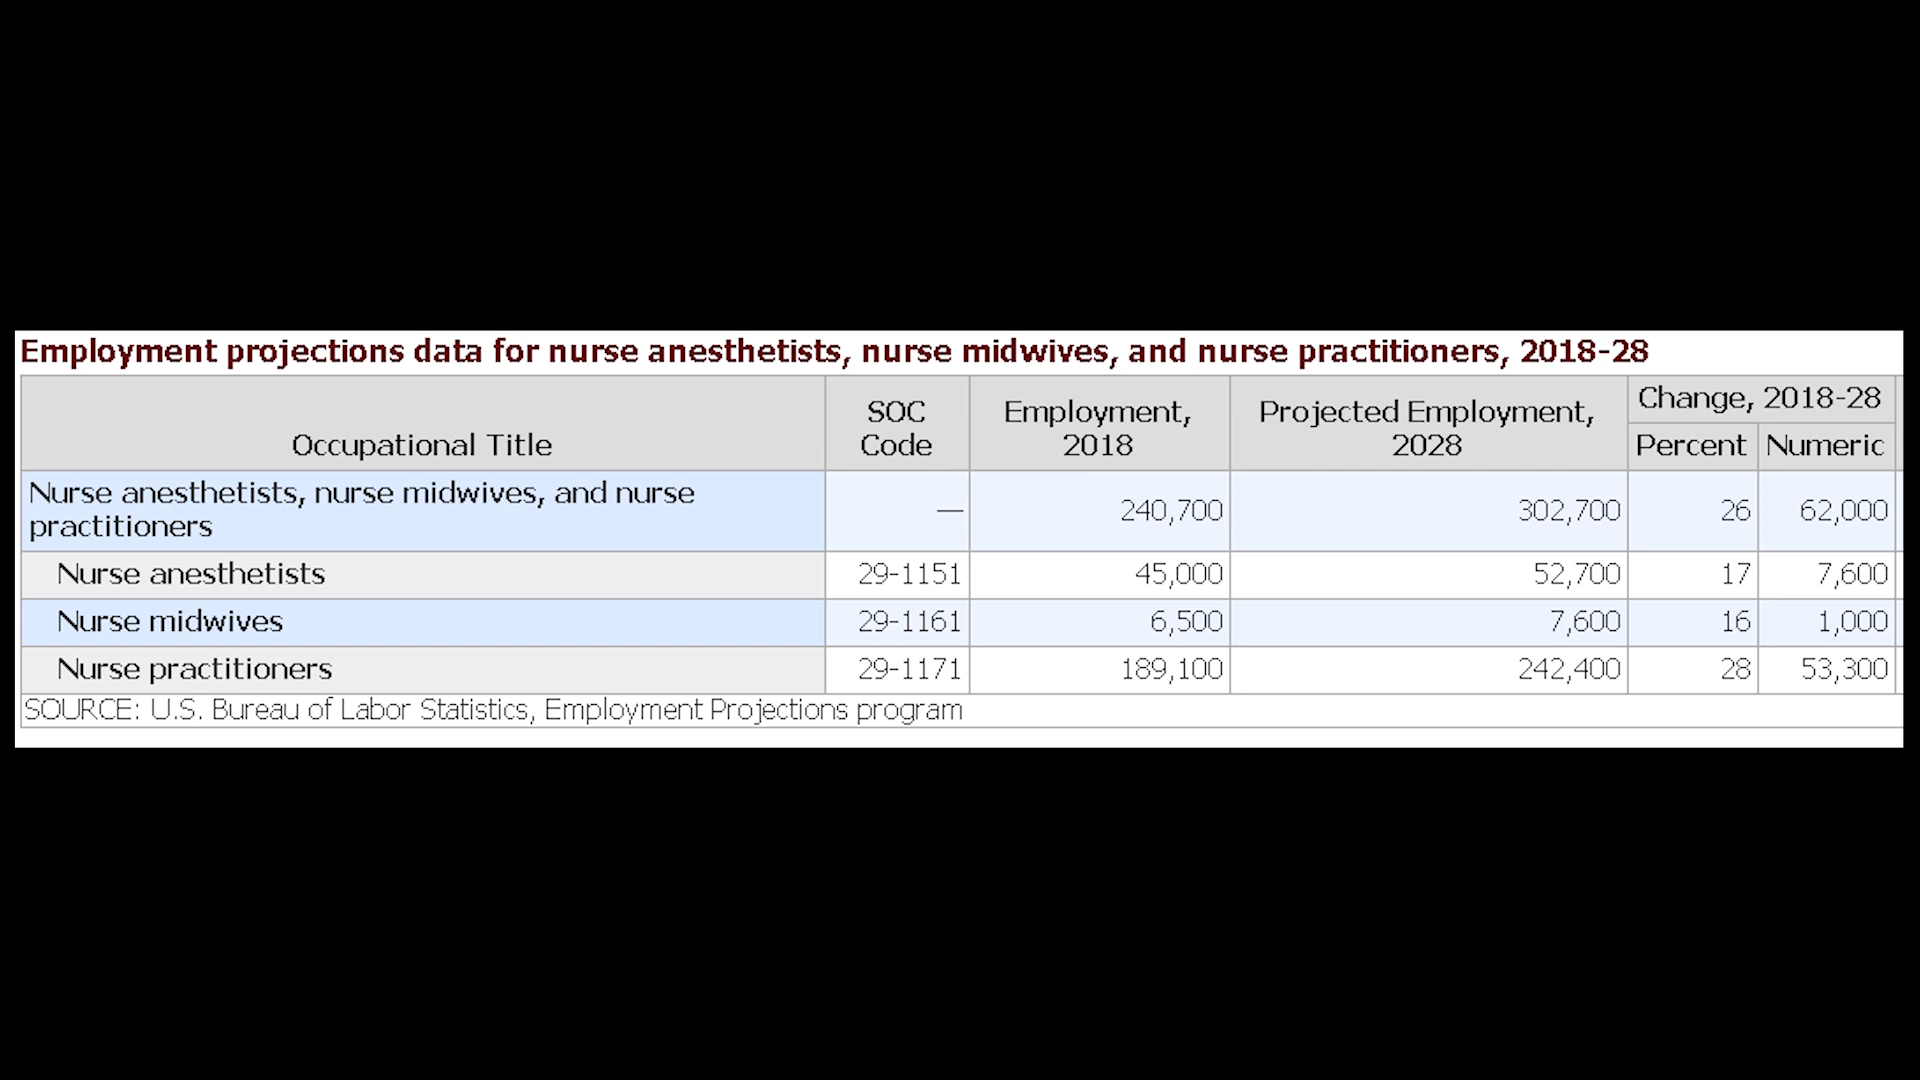 Employment projections data for nurse anesthetists, nurse midwives, and nurse practitioners, 2018-28
Occupational Title
SOC
Code
Employment,
2018
Projected Employment,
2028
Change, 2018-28
Percent Numeric
Nurse anesthetists, nurse midwives, and nurse
practitioners
— 240,700 302,700 26 62,000
Nurse anesthetists 29-1151 45,000 52,700 17 7,600
Nurse midwives 29-1161 6,500 7,600 16 1,000
Nurse practitioners 29-1171 189,100 242,400 28 53,300
SOURCE: U.S. Bureau of Labor Statistics, Employment Projections program